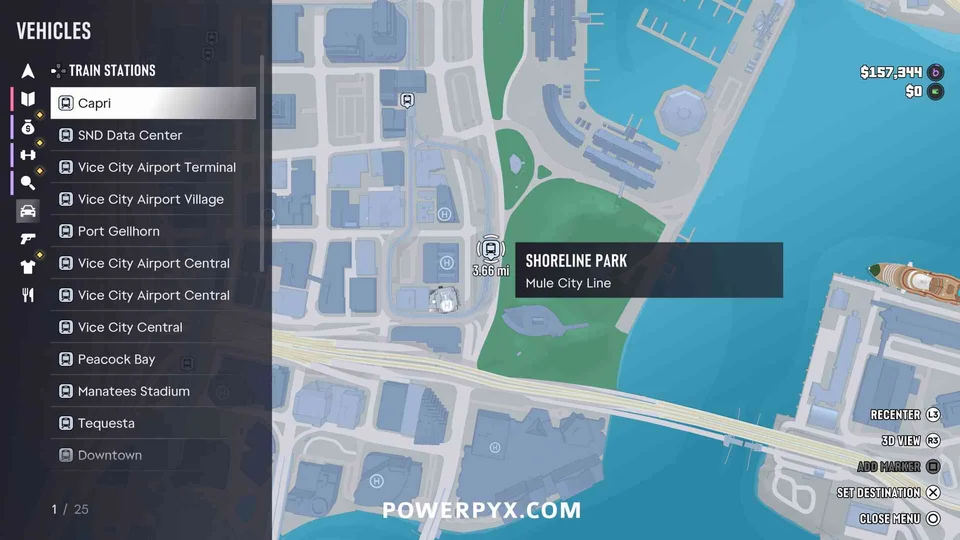 VEHICLES
TRAIN STATIONS
Capri
SND Data Center
Vice City Airport Terminal
Vice City Airport Village
Port Gellhorn
Vice City Airport Central
Vice City Airport Central
Vice City Central
Peacock Bay
Manatees Stadium
Tequesta
Downtown
1 / 25
$157,344
$0
SHORELINE PARK
Mule City Line
3.66 mi
H
H
H
H
H
RECENTER L3
3D VIEW R3
ADD MARKER
SET DESTINATION
CLOSE MENU
POWERPYX.COM